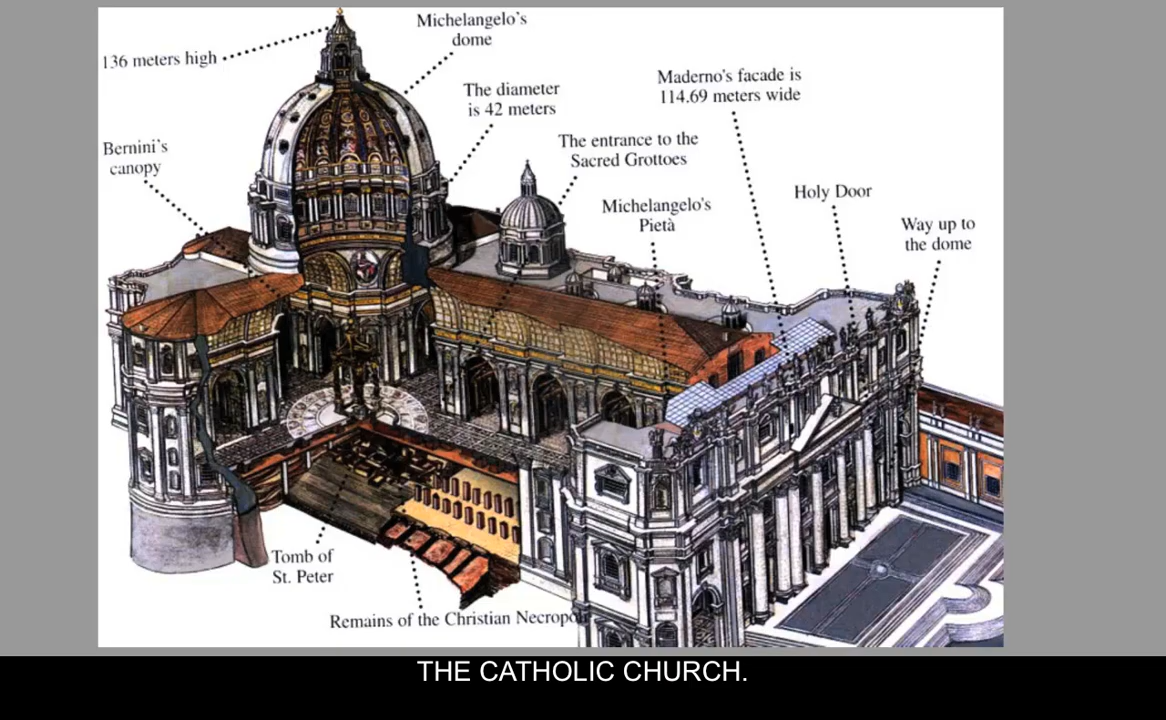 Michelangelo's
dome
136 meters high
The diameter
is 42 meters
Maderno's facade is
114.69 meters wide
Bernini's
canopy
The entrance to the
Sacred Grottoes
Michelangelo's
Pietà
Holy Door
Way up to
the dome
Tomb of
St. Peter
Remains of the Christian
THE CATHOLIC CHURCH.